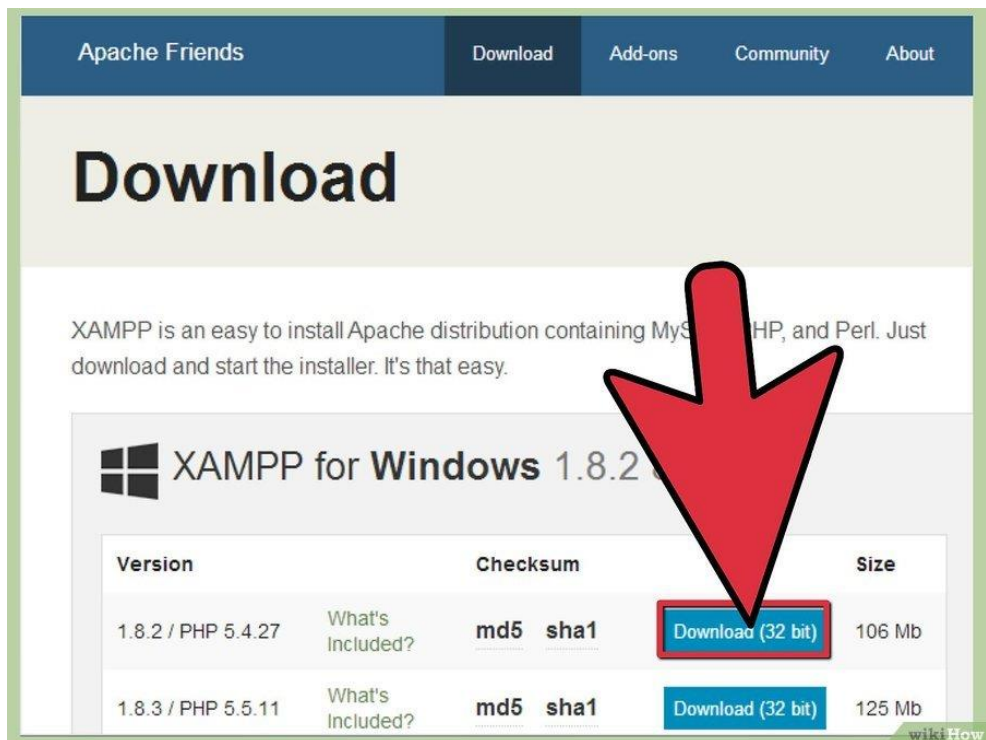 Apache Friends Download Add-ons Community About
Download
XAMPP is an easy to install Apache distribution containing MyS HP, and Perl. Just
download and start the installer. It's that easy.
XAMPP for Windows 1.8.2
Version Checksum Size
1.8.2 / PHP 5.4.27 What's Included? md5 sha1 Download (32 bit) 106 Mb
1.8.3 / PHP 5.5.11 What's Included? md5 sha1 Download (32 bit) 125 Mb
wikiHow